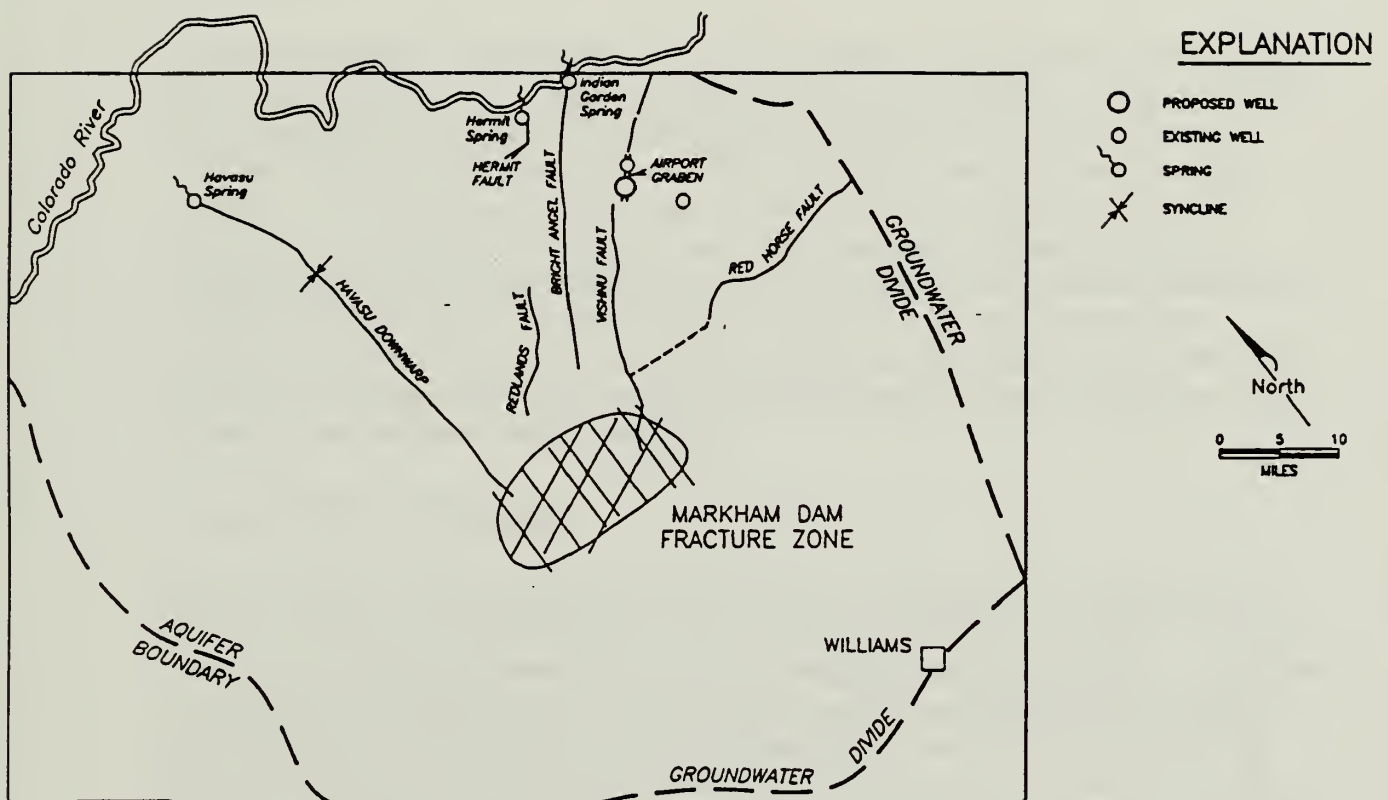 EXPLANATION
PROPOSED WELL
EXISTING WELL
SPRING
SYNCLINE
North
0 5 10
MILES
Colorado River
Havasu
Spring
Hermit
Spring
HERMIT
FAULT
Indian
Garden
Spring
AIRPORT
GRABEN
BRIGHT ANGEL FAULT
VISHNU FAULT
RED HORSE FAULT
GROUNDWATER
DIVIDE
HAVASU DOWNWARP
REDLANDS FAULT
MARKHAM DAM
FRACTURE ZONE
AQUIFER
BOUNDARY
WILLIAMS
GROUNDWATER DIVIDE